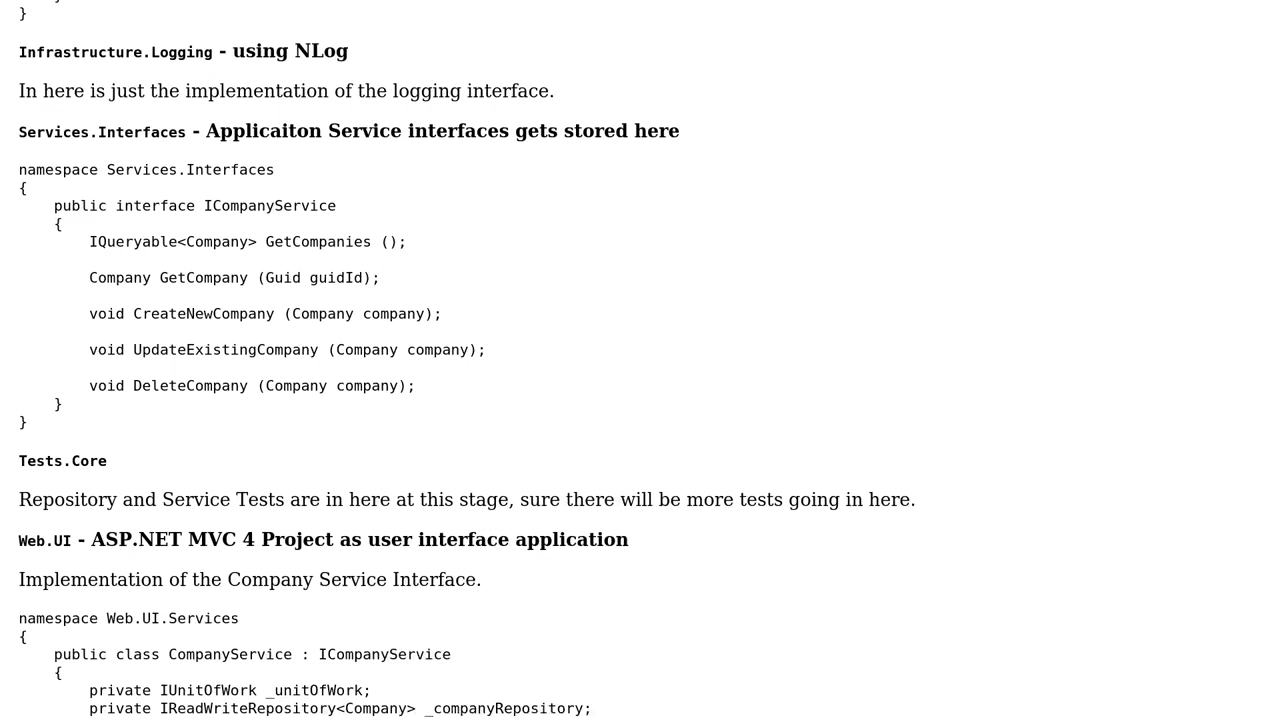 }
Infrastructure.Logging - using NLog
In here is just the implementation of the logging interface.
Services.Interfaces - Applicaiton Service interfaces gets stored here
namespace Services.Interfaces
{
    public interface ICompanyService
    {
        IQueryable<Company> GetCompanies ();
        Company GetCompany (Guid guidId);
        void CreateNewCompany (Company company);
        void UpdateExistingCompany (Company company);
        void DeleteCompany (Company company);
    }
}
Tests.Core
Repository and Service Tests are in here at this stage, sure there will be more tests going in here.
Web.UI - ASP.NET MVC 4 Project as user interface application
Implementation of the Company Service Interface.
namespace Web.UI.Services
{
    public class CompanyService : ICompanyService
    {
        private IUnitOfWork _unitOfWork;
        private IReadWriteRepository<Company> _companyRepository;